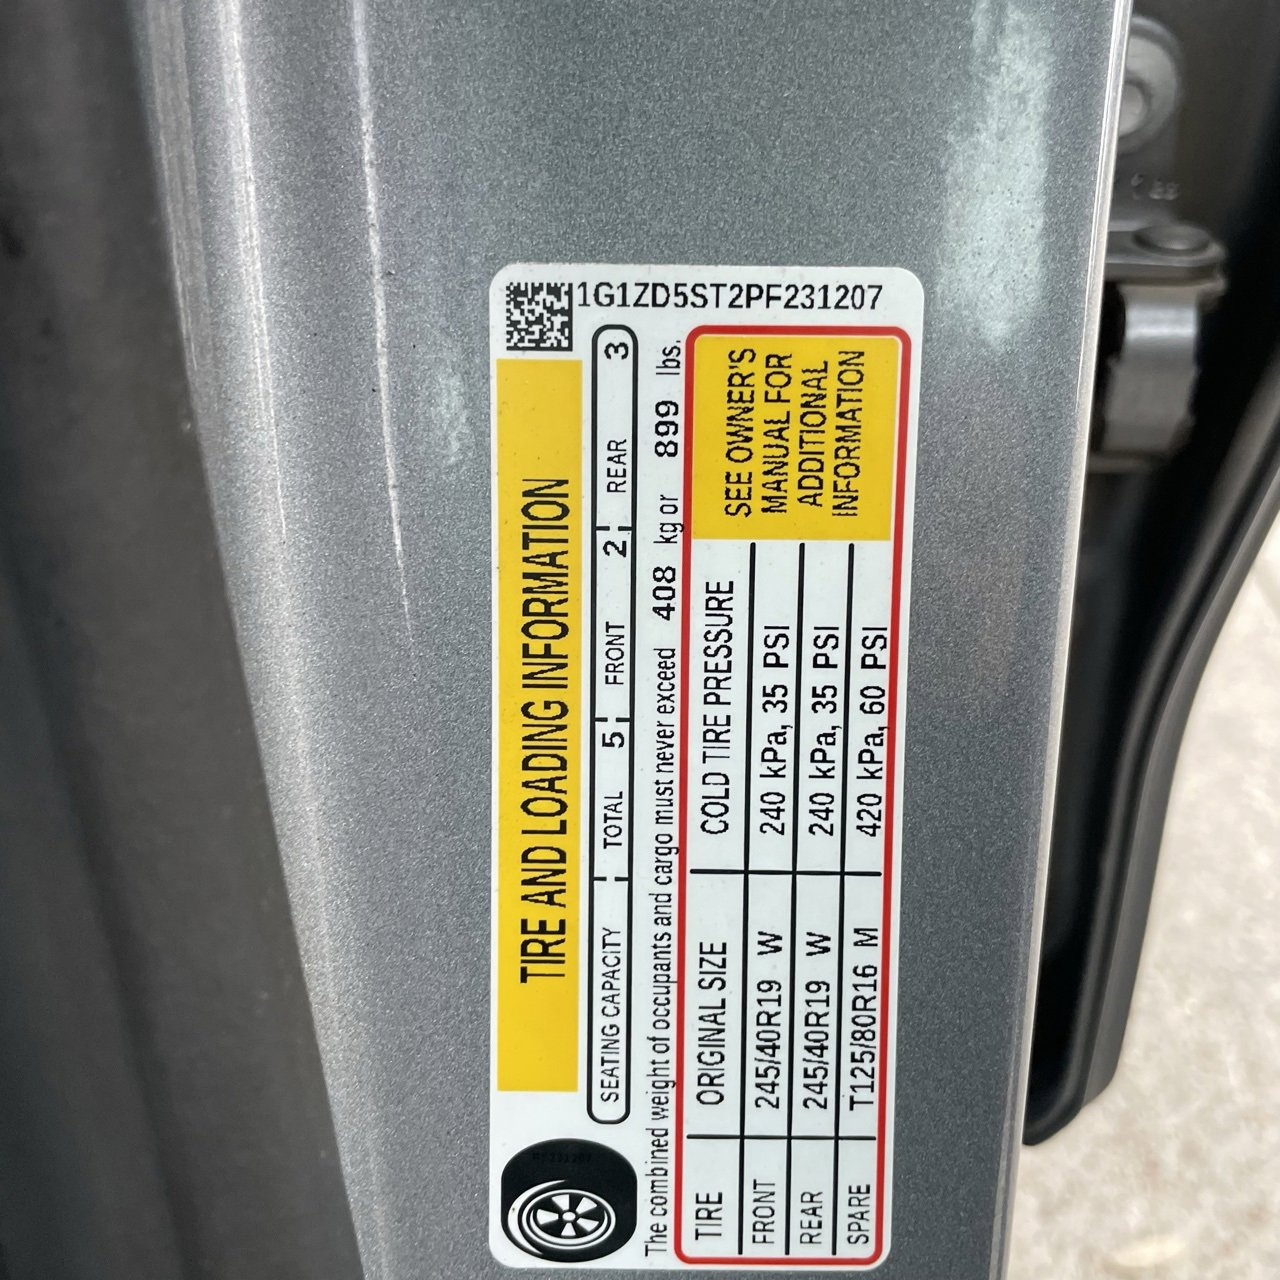 1G1ZD5ST2PF231207
TIRE AND LOADING INFORMATION
SEATING CAPACITY TOTAL 5 FRONT 2 REAR 3
The combined weight of occupants and cargo must never exceed 408 kg or 899 lbs.
TIRE ORIGINAL SIZE COLD TIRE PRESSURE
FRONT 245/40R19 W 240 kPa, 35 PSI
REAR 245/40R19 W 240 kPa, 35 PSI
SPARE T125/80R16 M 420 kPa, 60 PSI
SEE OWNER'S
MANUAL FOR
ADDITIONAL
INFORMATION